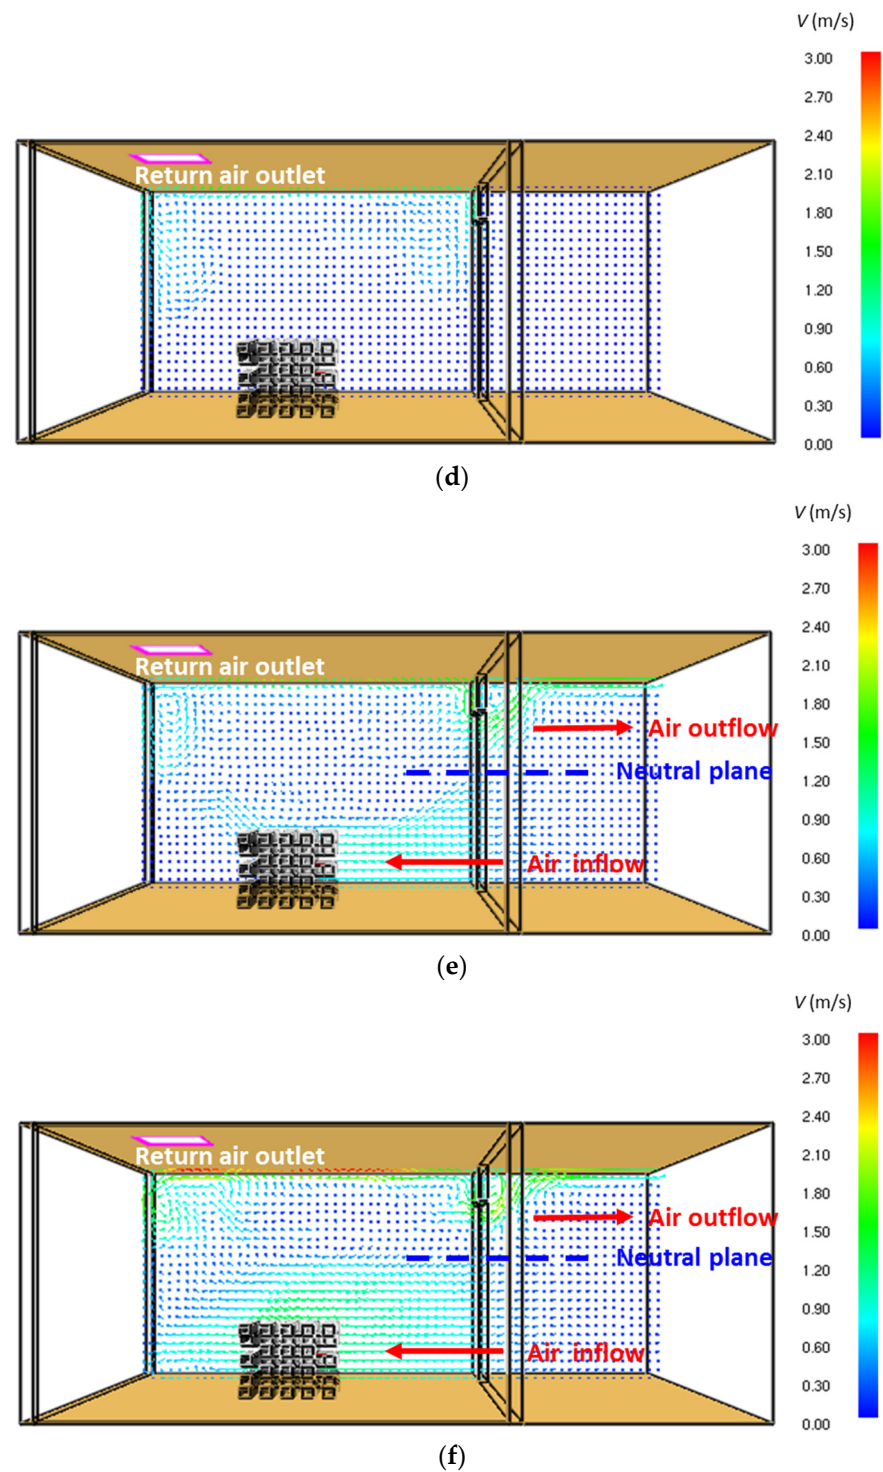 V (m/s)
3.00
2.70
2.40
2.10
1.80
1.50
1.20
0.90
0.60
0.30
0.00
Return air outlet
(d)
V (m/s)
3.00
2.70
2.40
2.10
1.80
1.50
1.20
0.90
0.60
0.30
0.00
Return air outlet
Air outflow
Neutral plane
Air inflow
(e)
V (m/s)
3.00
2.70
2.40
2.10
1.80
1.50
1.20
0.90
0.60
0.30
0.00
Return air outlet
Air outflow
Neutral plane
Air inflow
(f)